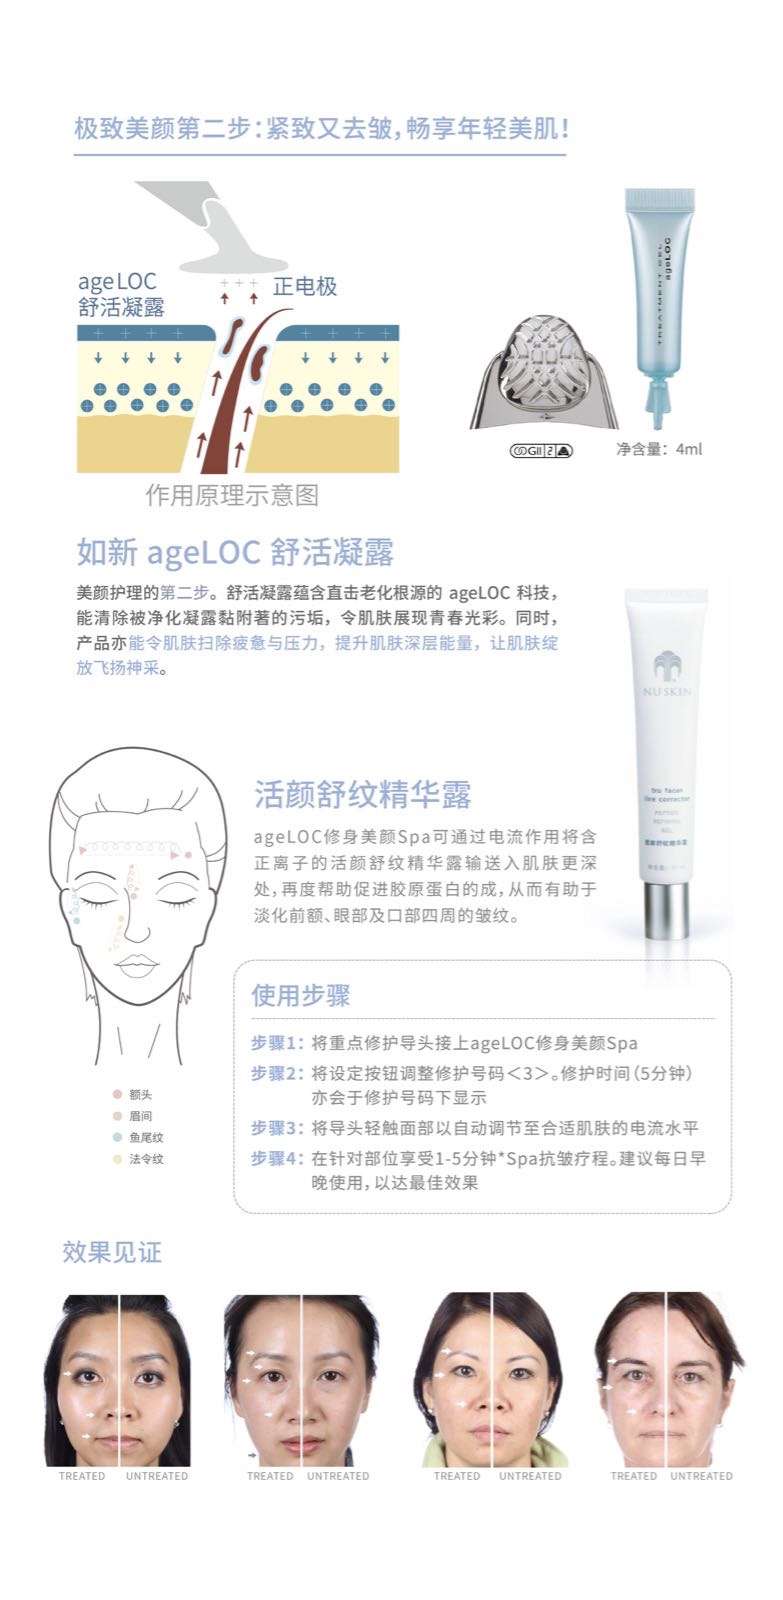 极致美颜第二步：紧致又去皱，畅享年轻美肌！
ageLOC
舒活凝露
正电极
TREATMENT GEL
ageLOC
GII 2
净含量：4ml
作用原理示意图
如新 ageLOC 舒活凝露
美颜护理的第二步。舒活凝露蕴含直击老化根源的 ageLOC 科技，
能清除被净化凝露黏附著的污垢，令肌肤展现青春光彩。同时，
产品亦能令肌肤扫除疲惫与压力，提升肌肤深层能量，让肌肤绽
放飞扬神采。
NU SKIN
tru face®
line corrector
PEPTIDE
REFINING
GEL
活颜舒纹精华露
活颜舒纹精华露
ageLOC修身美颜Spa可通过电流作用将含
正离子的活颜舒纹精华露输送入肌肤更深
处，再度帮助促进胶原蛋白的成，从而有助于
淡化前额、眼部及口部四周的皱纹。
额头
眉间
鱼尾纹
法令纹
使用步骤
步骤1：将重点修护导头接上ageLOC修身美颜Spa
步骤2：将设定按钮调整修护号码＜3＞。修护时间（5分钟）
亦会于修护号码下显示
步骤3：将导头轻触面部以自动调节至合适肌肤的电流水平
步骤4：在针对部位享受1-5分钟*Spa抗皱疗程。建议每日早
晚使用，以达最佳效果
效果见证
TREATED UNTREATED
TREATED UNTREATED
TREATED UNTREATED
TREATED UNTREATED